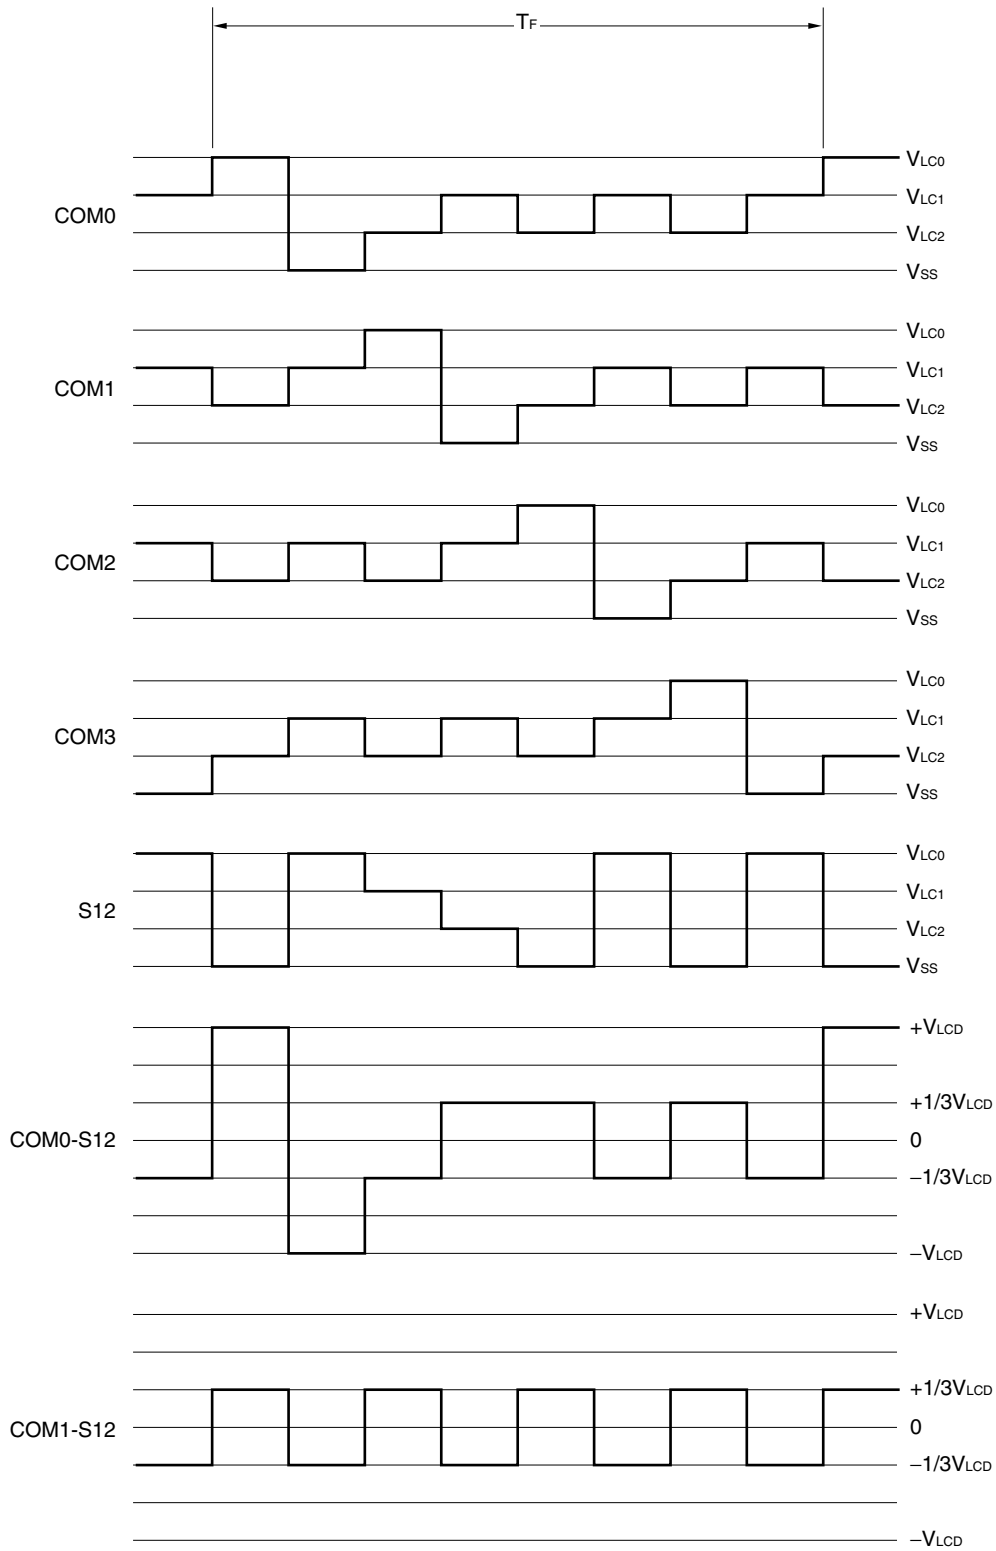 TF
VLC0
VLC1
COM0
VLC2
VSS
VLC0
VLC1
COM1
VLC2
VSS
VLC0
VLC1
COM2
VLC2
VSS
VLC0
VLC1
COM3
VLC2
VSS
VLC0
VLC1
S12
VLC2
VSS
+VLCD
+1/3VLCD
COM0-S12
0
−1/3VLCD
−VLCD
+VLCD
+1/3VLCD
COM1-S12
0
−1/3VLCD
−VLCD